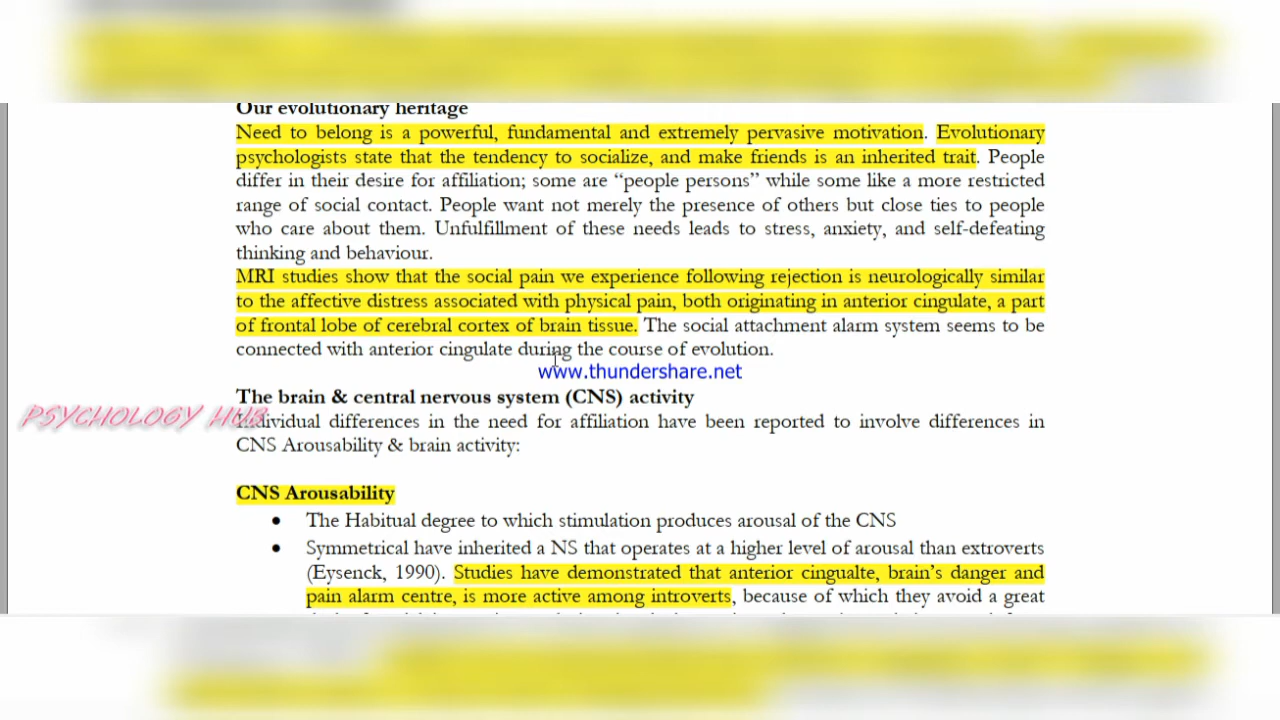 Our evolutionary heritage
Need to belong is a powerful, fundamental and extremely pervasive motivation. Evolutionary
psychologists state that the tendency to socialize, and make friends is an inherited trait. People
differ in their desire for affiliation; some are “people persons” while some like a more restricted
range of social contact. People want not merely the presence of others but close ties to people
who care about them. Unfulfillment of these needs leads to stress, anxiety, and self-defeating
thinking and behaviour.
MRI studies show that the social pain we experience following rejection is neurologically similar
to the affective distress associated with physical pain, both originating in anterior cingulate, a part
of frontal lobe of cerebral cortex of brain tissue. The social attachment alarm system seems to be
connected with anterior cingulate during the course of evolution.
www.thundershare.net
The brain & central nervous system (CNS) activity
PSYCHOLOGY HUB
Individual differences in the need for affiliation have been reported to involve differences in
CNS Arousability & brain activity:
CNS Arousability
• The Habitual degree to which stimulation produces arousal of the CNS
• Symmetrical have inherited a NS that operates at a higher level of arousal than extroverts
(Eysenck, 1990). Studies have demonstrated that anterior cingualte, brain’s danger and
pain alarm centre, is more active among introverts, because of which they avoid a great